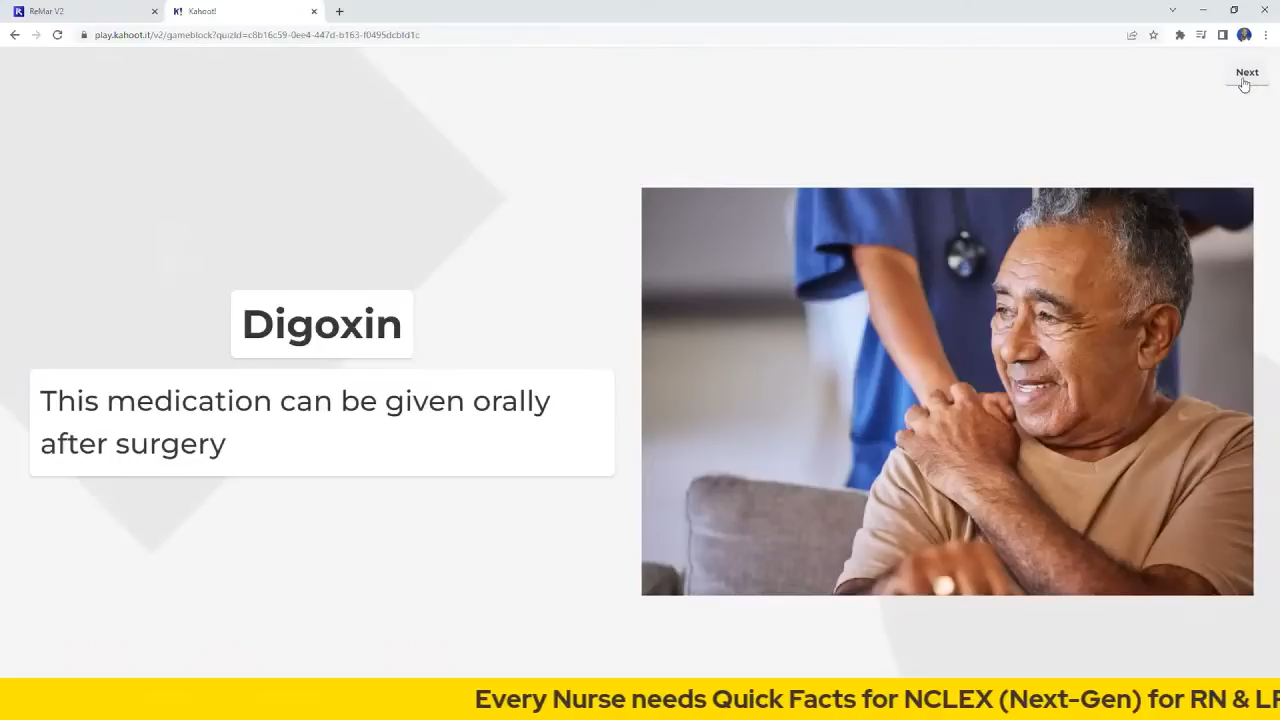 ReMar V2
K! Kahoot!
play.kahoot.it/v2/gameblock?quizId=c8b16c59-0ee4-447d-b163-f0495dcbfd1c
Next
Digoxin
This medication can be given orally
after surgery
Every Nurse needs Quick Facts for NCLEX (Next-Gen) for RN & LP